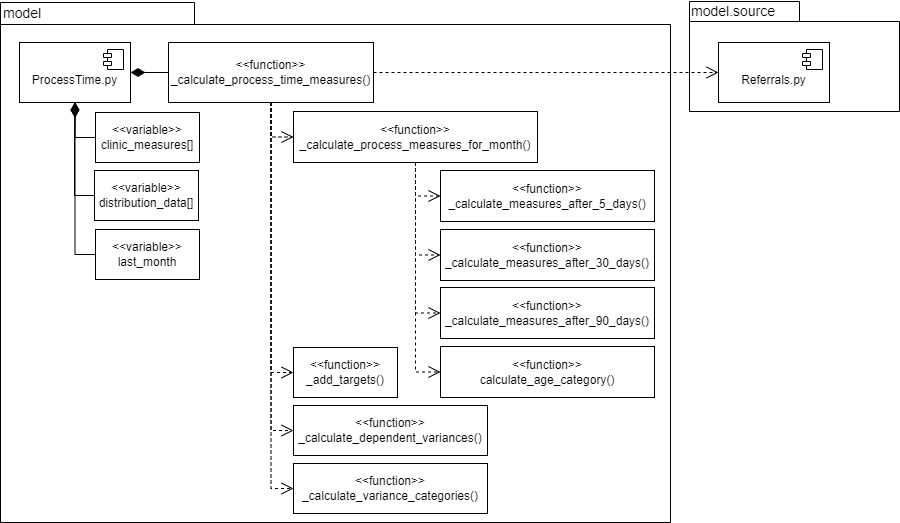 model
model.source
ProcessTime.py
<<function>>
_calculate_process_time_measures()
Referrals.py
<<variable>>
clinic_measures[]
<<function>>
_calculate_process_measures_for_month()
<<variable>>
distribution_data[]
<<function>>
_calculate_measures_after_5_days()
<<variable>>
last_month
<<function>>
_calculate_measures_after_30_days()
<<function>>
_calculate_measures_after_90_days()
<<function>>
_add_targets()
<<function>>
calculate_age_category()
<<function>>
_calculate_dependent_variances()
<<function>>
_calculate_variance_categories()